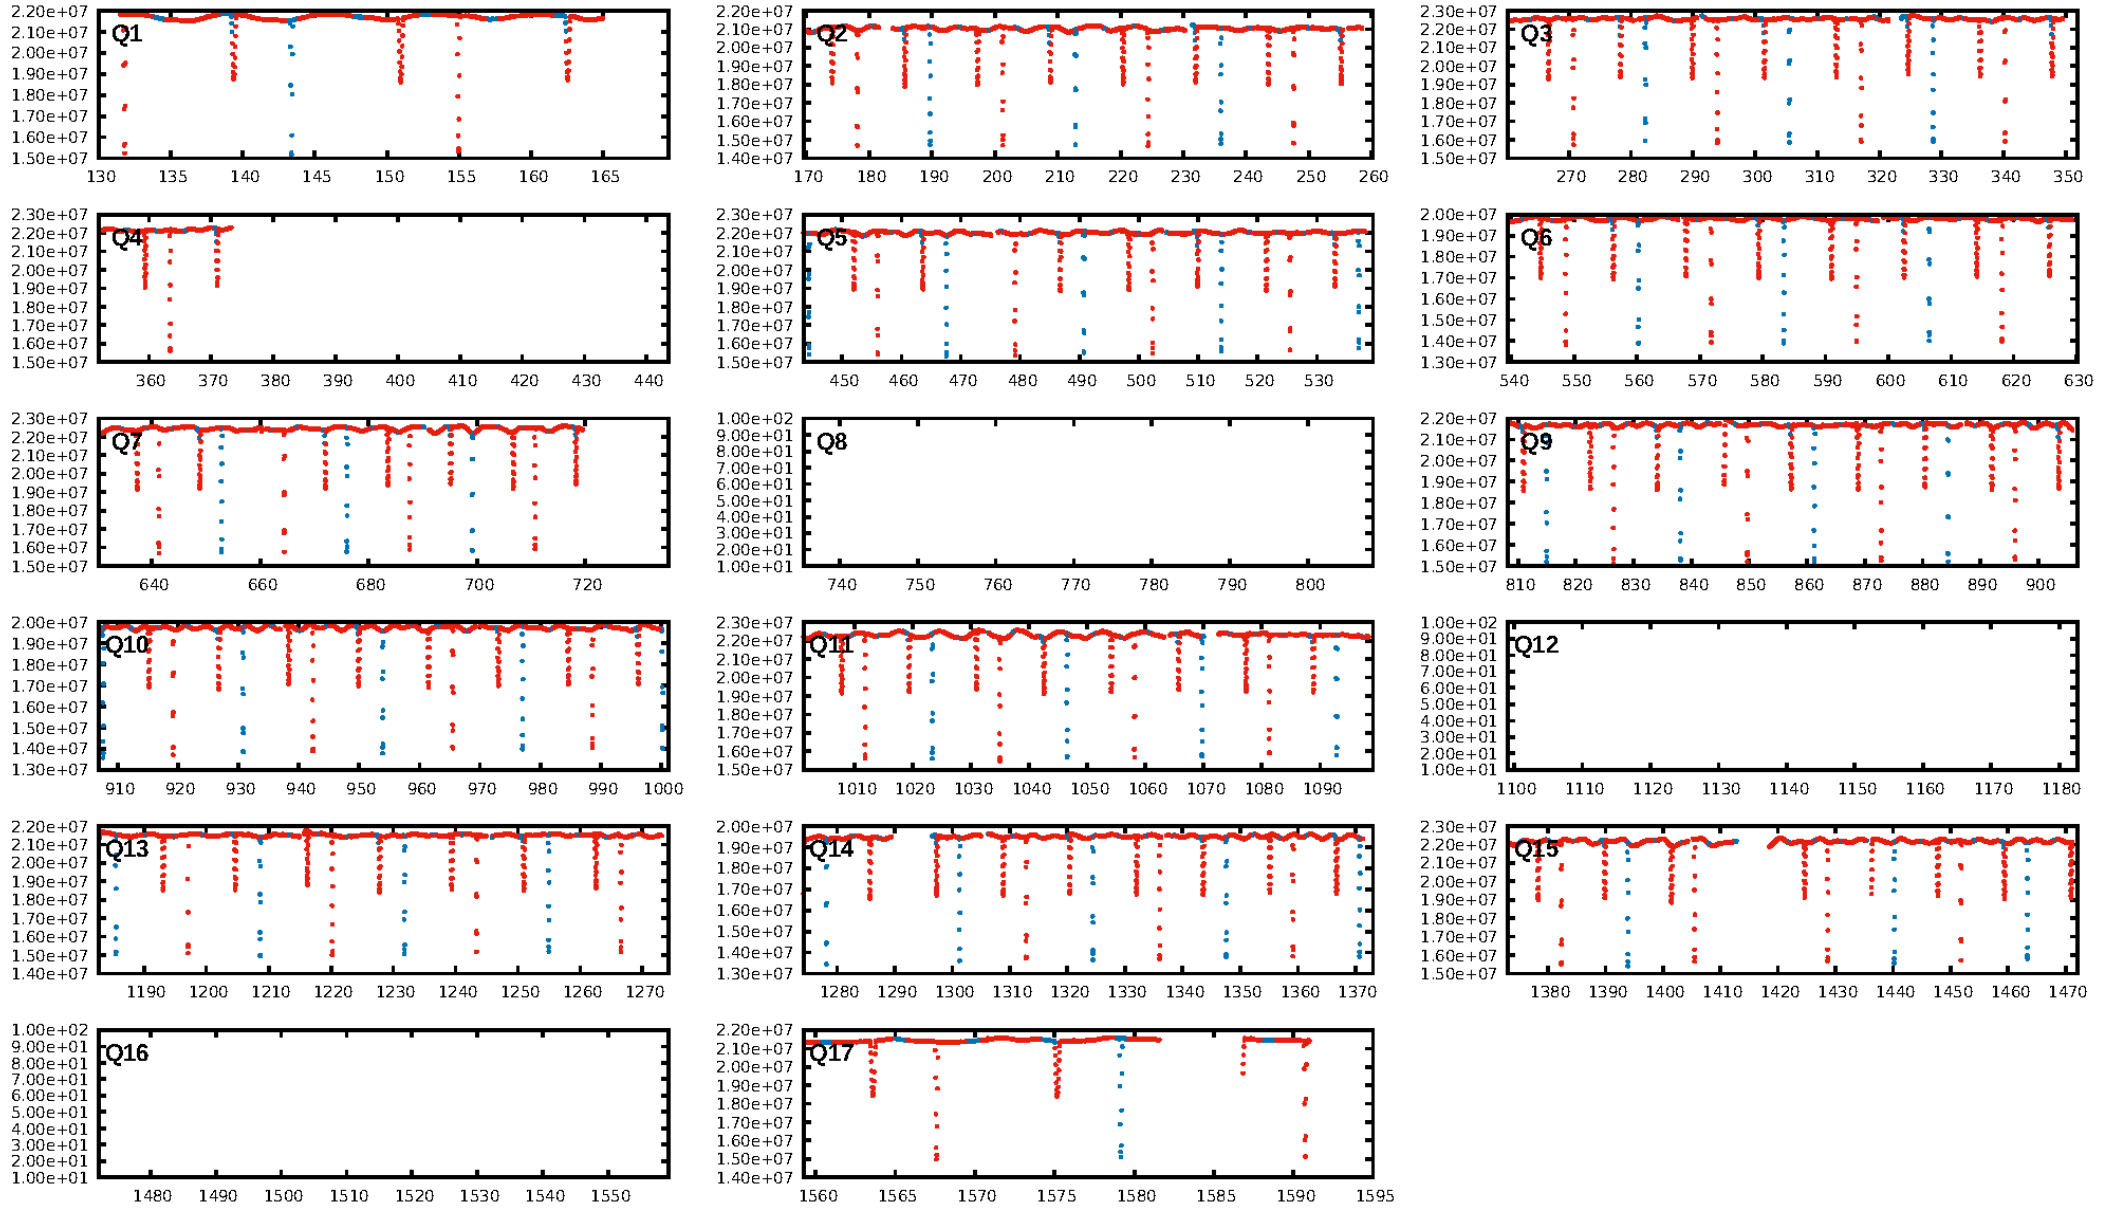 Q1
2.20e+07
2.10e+07
2.00e+07
1.90e+07
1.80e+07
1.70e+07
1.60e+07
1.50e+07
130 135 140 145 150 155 160 165
Q2
2.20e+07
2.10e+07
2.00e+07
1.90e+07
1.80e+07
1.70e+07
1.60e+07
1.50e+07
1.40e+07
170 180 190 200 210 220 230 240 250 260
Q3
2.30e+07
2.20e+07
2.10e+07
2.00e+07
1.90e+07
1.80e+07
1.70e+07
1.60e+07
1.50e+07
270 280 290 300 310 320 330 340 350
Q4
2.30e+07
2.20e+07
2.10e+07
2.00e+07
1.90e+07
1.80e+07
1.70e+07
1.60e+07
1.50e+07
360 370 380 390 400 410 420 430 440
Q5
2.30e+07
2.20e+07
2.10e+07
2.00e+07
1.90e+07
1.80e+07
1.70e+07
1.60e+07
1.50e+07
450 460 470 480 490 500 510 520 530
Q6
2.00e+07
1.90e+07
1.80e+07
1.70e+07
1.60e+07
1.50e+07
1.40e+07
1.30e+07
540 550 560 570 580 590 600 610 620 630
Q7
2.30e+07
2.20e+07
2.10e+07
2.00e+07
1.90e+07
1.80e+07
1.70e+07
1.60e+07
1.50e+07
640 660 680 700 720
Q8
1.00e+02
9.00e+01
8.00e+01
7.00e+01
6.00e+01
5.00e+01
4.00e+01
3.00e+01
2.00e+01
1.00e+01
740 750 760 770 780 790 800
Q9
2.20e+07
2.10e+07
2.00e+07
1.90e+07
1.80e+07
1.70e+07
1.60e+07
1.50e+07
810 820 830 840 850 860 870 880 890 900
Q10
2.00e+07
1.90e+07
1.80e+07
1.70e+07
1.60e+07
1.50e+07
1.40e+07
1.30e+07
910 920 930 940 950 960 970 980 990 1000
Q11
2.30e+07
2.20e+07
2.10e+07
2.00e+07
1.90e+07
1.80e+07
1.70e+07
1.60e+07
1.50e+07
1010 1020 1030 1040 1050 1060 1070 1080 1090
Q12
1.00e+02
9.00e+01
8.00e+01
7.00e+01
6.00e+01
5.00e+01
4.00e+01
3.00e+01
2.00e+01
1.00e+01
1100 1110 1120 1130 1140 1150 1160 1170 1180
Q13
2.20e+07
2.10e+07
2.00e+07
1.90e+07
1.80e+07
1.70e+07
1.60e+07
1.50e+07
1.40e+07
1190 1200 1210 1220 1230 1240 1250 1260 1270
Q14
2.00e+07
1.90e+07
1.80e+07
1.70e+07
1.60e+07
1.50e+07
1.40e+07
1.30e+07
1280 1290 1300 1310 1320 1330 1340 1350 1360 1370
Q15
2.30e+07
2.20e+07
2.10e+07
2.00e+07
1.90e+07
1.80e+07
1.70e+07
1.60e+07
1.50e+07
1380 1390 1400 1410 1420 1430 1440 1450 1460 1470
Q16
1.00e+02
9.00e+01
8.00e+01
7.00e+01
6.00e+01
5.00e+01
4.00e+01
3.00e+01
2.00e+01
1.00e+01
1480 1490 1500 1510 1520 1530 1540 1550
Q17
2.20e+07
2.10e+07
2.00e+07
1.90e+07
1.80e+07
1.70e+07
1.60e+07
1.50e+07
1.40e+07
1560 1565 1570 1575 1580 1585 1590 1595